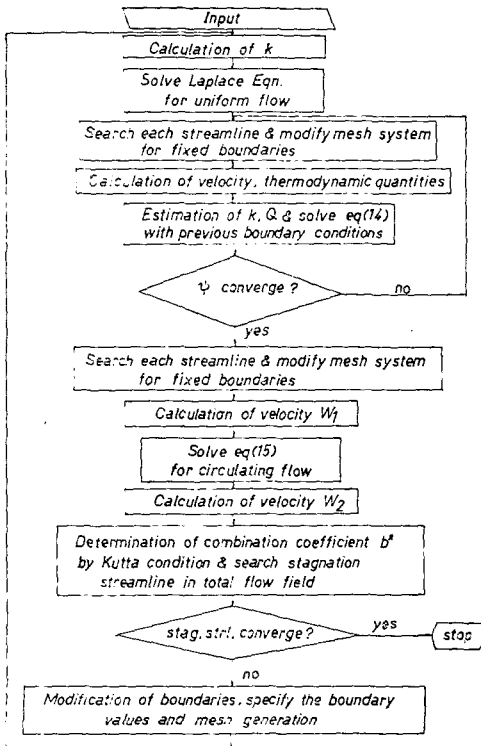 Input
Calculation of k
Solve Laplace Eqn.
for uniform flow
Search each streamline & modify mesh system
for fixed boundaries
Calculation of velocity, thermodynamic quantities
Estimation of k, Q & solve eq(14)
with previous boundary conditions
ψ converge?
no
yes
Search each streamline & modify mesh system
for fixed boundaries
Calculation of velocity W₁
Solve eq(15)
for circulating flow
Calculation of velocity W₂
Determination of combination coefficient b*
by Kutta condition & search stagnation
streamline in total flow field
stag. strl. converge?
yes
stop
no
Modification of boundaries, specify the boundary
values and mesh generation